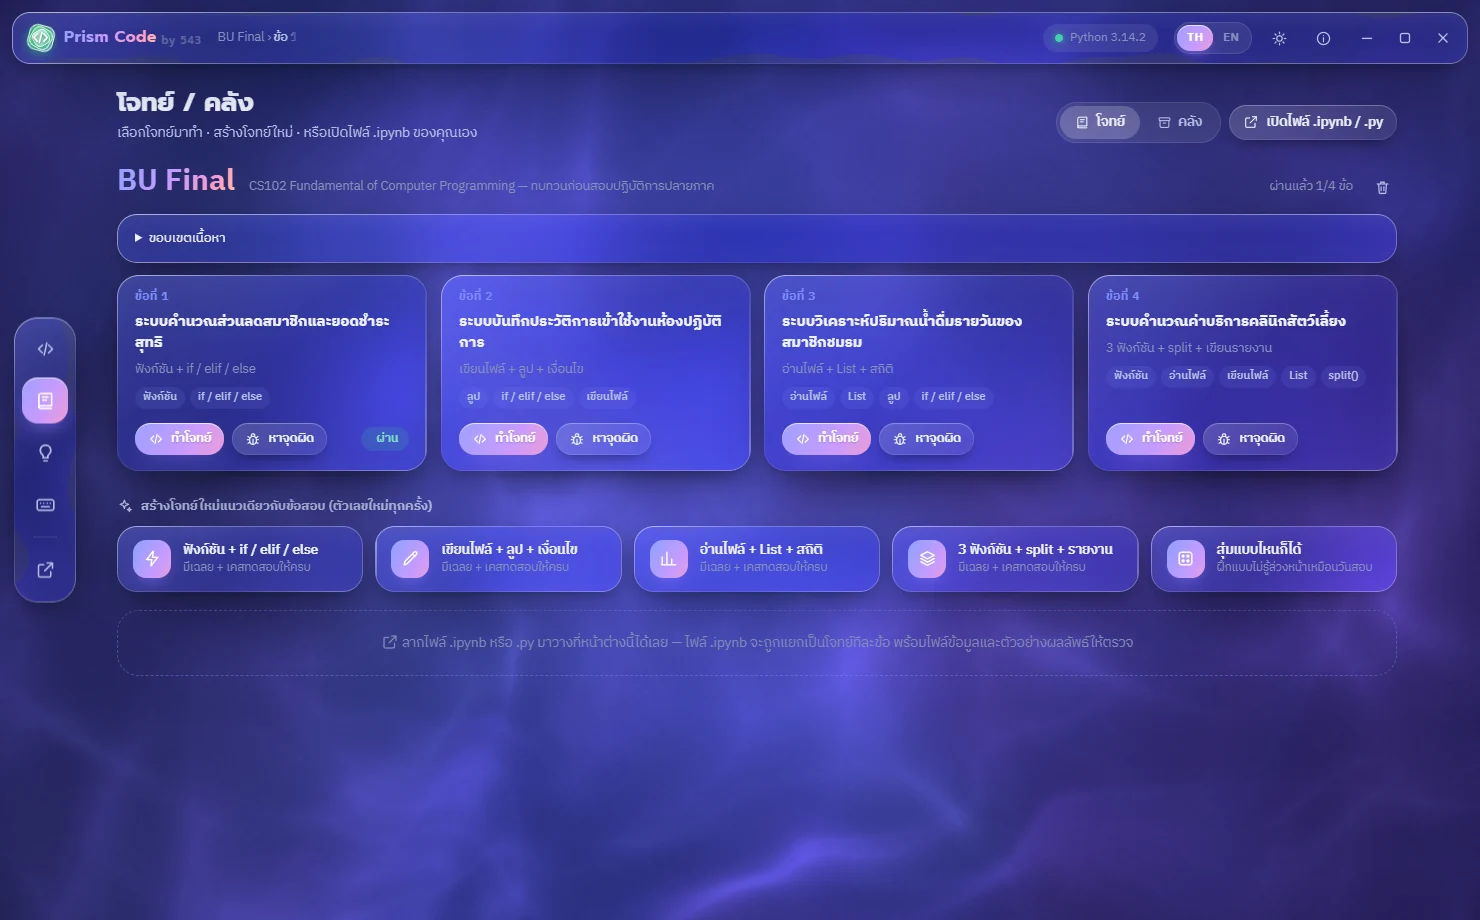 Prism Code by 543
BU Final › ข้อ 1
Python 3.14.2
TH EN
โจทย์ / คลัง
เลือกโจทย์มาทำ · สร้างโจทย์ใหม่ · หรือเปิดไฟล์ .ipynb ของคุณเอง
โจทย์ คลัง
เปิดไฟล์ .ipynb / .py
BU Final CS102 Fundamental of Computer Programming — ทบทวนก่อนสอบปฏิบัติการปลายภาค
ผ่านแล้ว 1/4 ข้อ
ขอบเขตเนื้อหา
ข้อที่ 1
ระบบคำนวณส่วนลดสมาชิกและยอดชำระ
สุทธิ
ฟังก์ชัน + if / elif / else
ฟังก์ชัน if / elif / else
ทำโจทย์ หาจุดผิด ผ่าน
ข้อที่ 2
ระบบบันทึกประวัติการเข้าใช้งานห้องปฏิบัติ
การ
เขียนไฟล์ + ลูป + เงื่อนไข
ลูป if / elif / else เขียนไฟล์
ทำโจทย์ หาจุดผิด
ข้อที่ 3
ระบบวิเคราะห์ปริมาณน้ำดื่มรายวันของ
สมาชิกชมรม
อ่านไฟล์ + List + สถิติ
อ่านไฟล์ List ลูป if / elif / else
ทำโจทย์ หาจุดผิด
ข้อที่ 4
ระบบคำนวณค่าบริการคลินิกสัตว์เลี้ยง
3 ฟังก์ชัน + split + เขียนรายงาน
ฟังก์ชัน อ่านไฟล์ เขียนไฟล์ List split()
ทำโจทย์ หาจุดผิด
สร้างโจทย์ใหม่แนวเดียวกับข้อสอบ (ตัวเลขใหม่ทุกครั้ง)
ฟังก์ชัน + if / elif / else
มีเฉลย + เคสทดสอบให้ครบ
เขียนไฟล์ + ลูป + เงื่อนไข
มีเฉลย + เคสทดสอบให้ครบ
อ่านไฟล์ + List + สถิติ
มีเฉลย + เคสทดสอบให้ครบ
3 ฟังก์ชัน + split + รายงาน
มีเฉลย + เคสทดสอบให้ครบ
สุ่มแบบไหนก็ได้
ฝึกแบบไม่รู้ล่วงหน้าเหมือนวันสอบ
ลากไฟล์ .ipynb หรือ .py มาวางที่หน้าต่างนี้ได้เลย — ไฟล์ .ipynb จะถูกแยกเป็นโจทย์ทีละข้อ พร้อมไฟล์ข้อมูลและตัวอย่างผลลัพธ์ให้ตรวจ